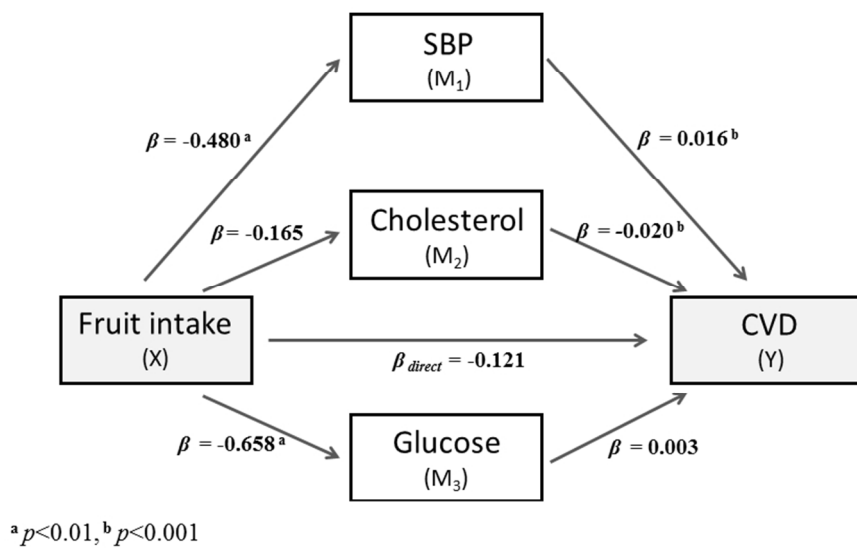 SBP
(M₁)
β = -0.480 ᵃ
β = 0.016 ᵇ
Cholesterol
(M₂)
β = -0.165
β = -0.020 ᵇ
Fruit intake
(X)
CVD
(Y)
β direct = -0.121
Glucose
(M₃)
β = -0.658 ᵃ
β = 0.003
ᵃ p<0.01, ᵇ p<0.001